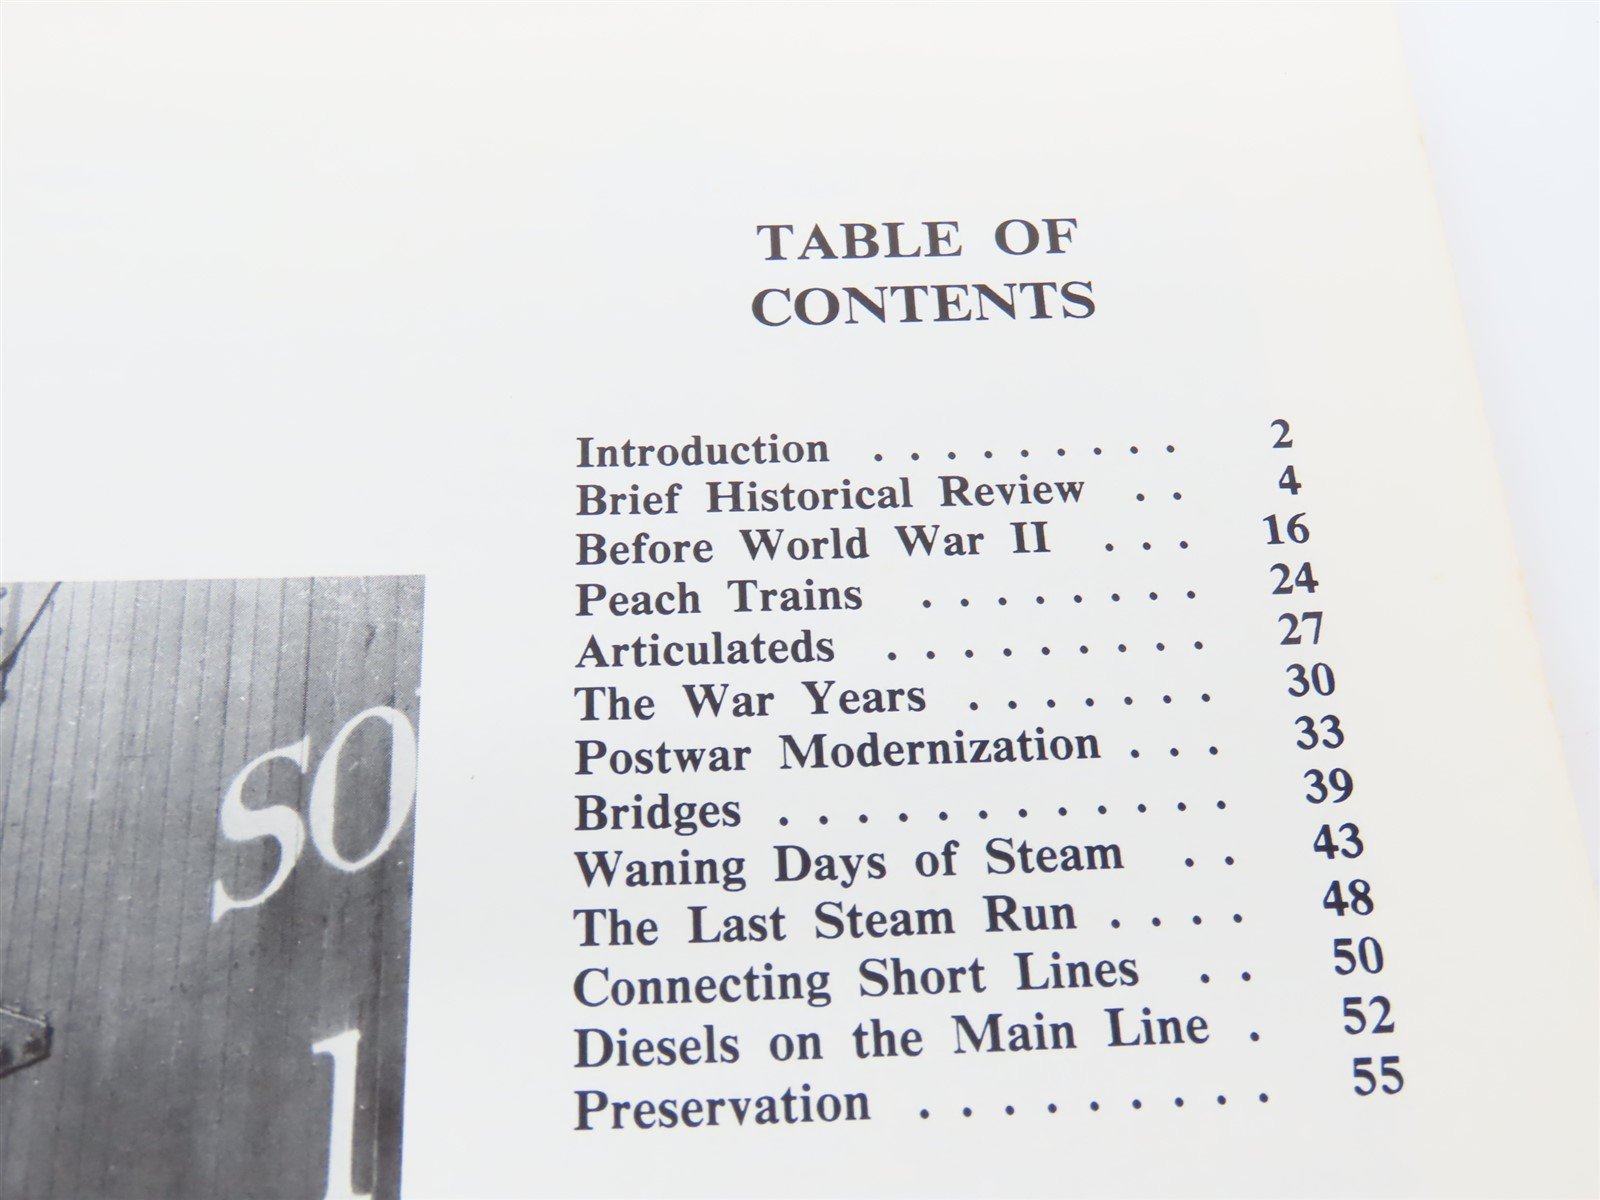 TABLE OF
CONTENTS
Introduction . . . . . . . . . 2
Brief Historical Review . . 4
Before World War II . . . 16
Peach Trains . . . . . . . . 24
Articulateds . . . . . . . . . 27
The War Years . . . . . . . 30
Postwar Modernization . . . 33
Bridges . . . . . . . . . . . . 39
Waning Days of Steam . . 43
The Last Steam Run . . . . 48
Connecting Short Lines . . 50
Diesels on the Main Line . 52
Preservation . . . . . . . . . 55
SO
1